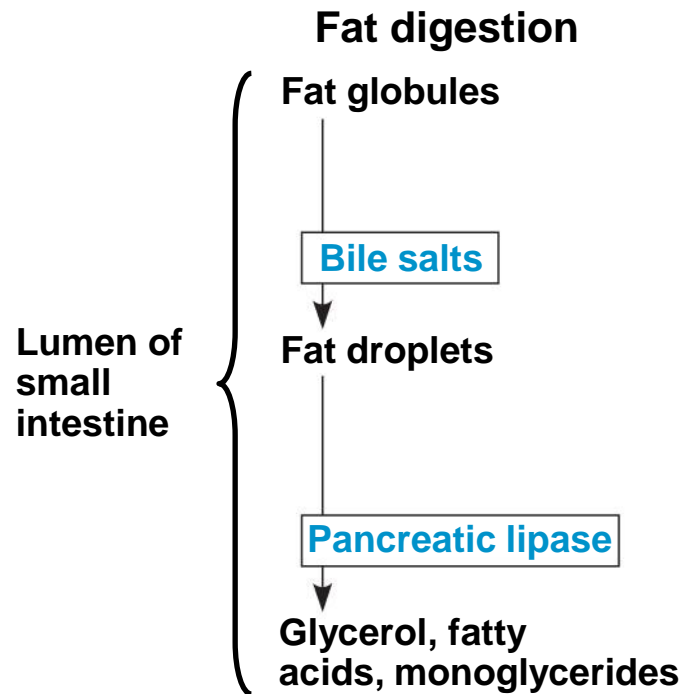 Fat digestion
Fat globules
Bile salts
Fat droplets
Lumen of
small
intestine
Pancreatic lipase
Glycerol, fatty
acids, monoglycerides